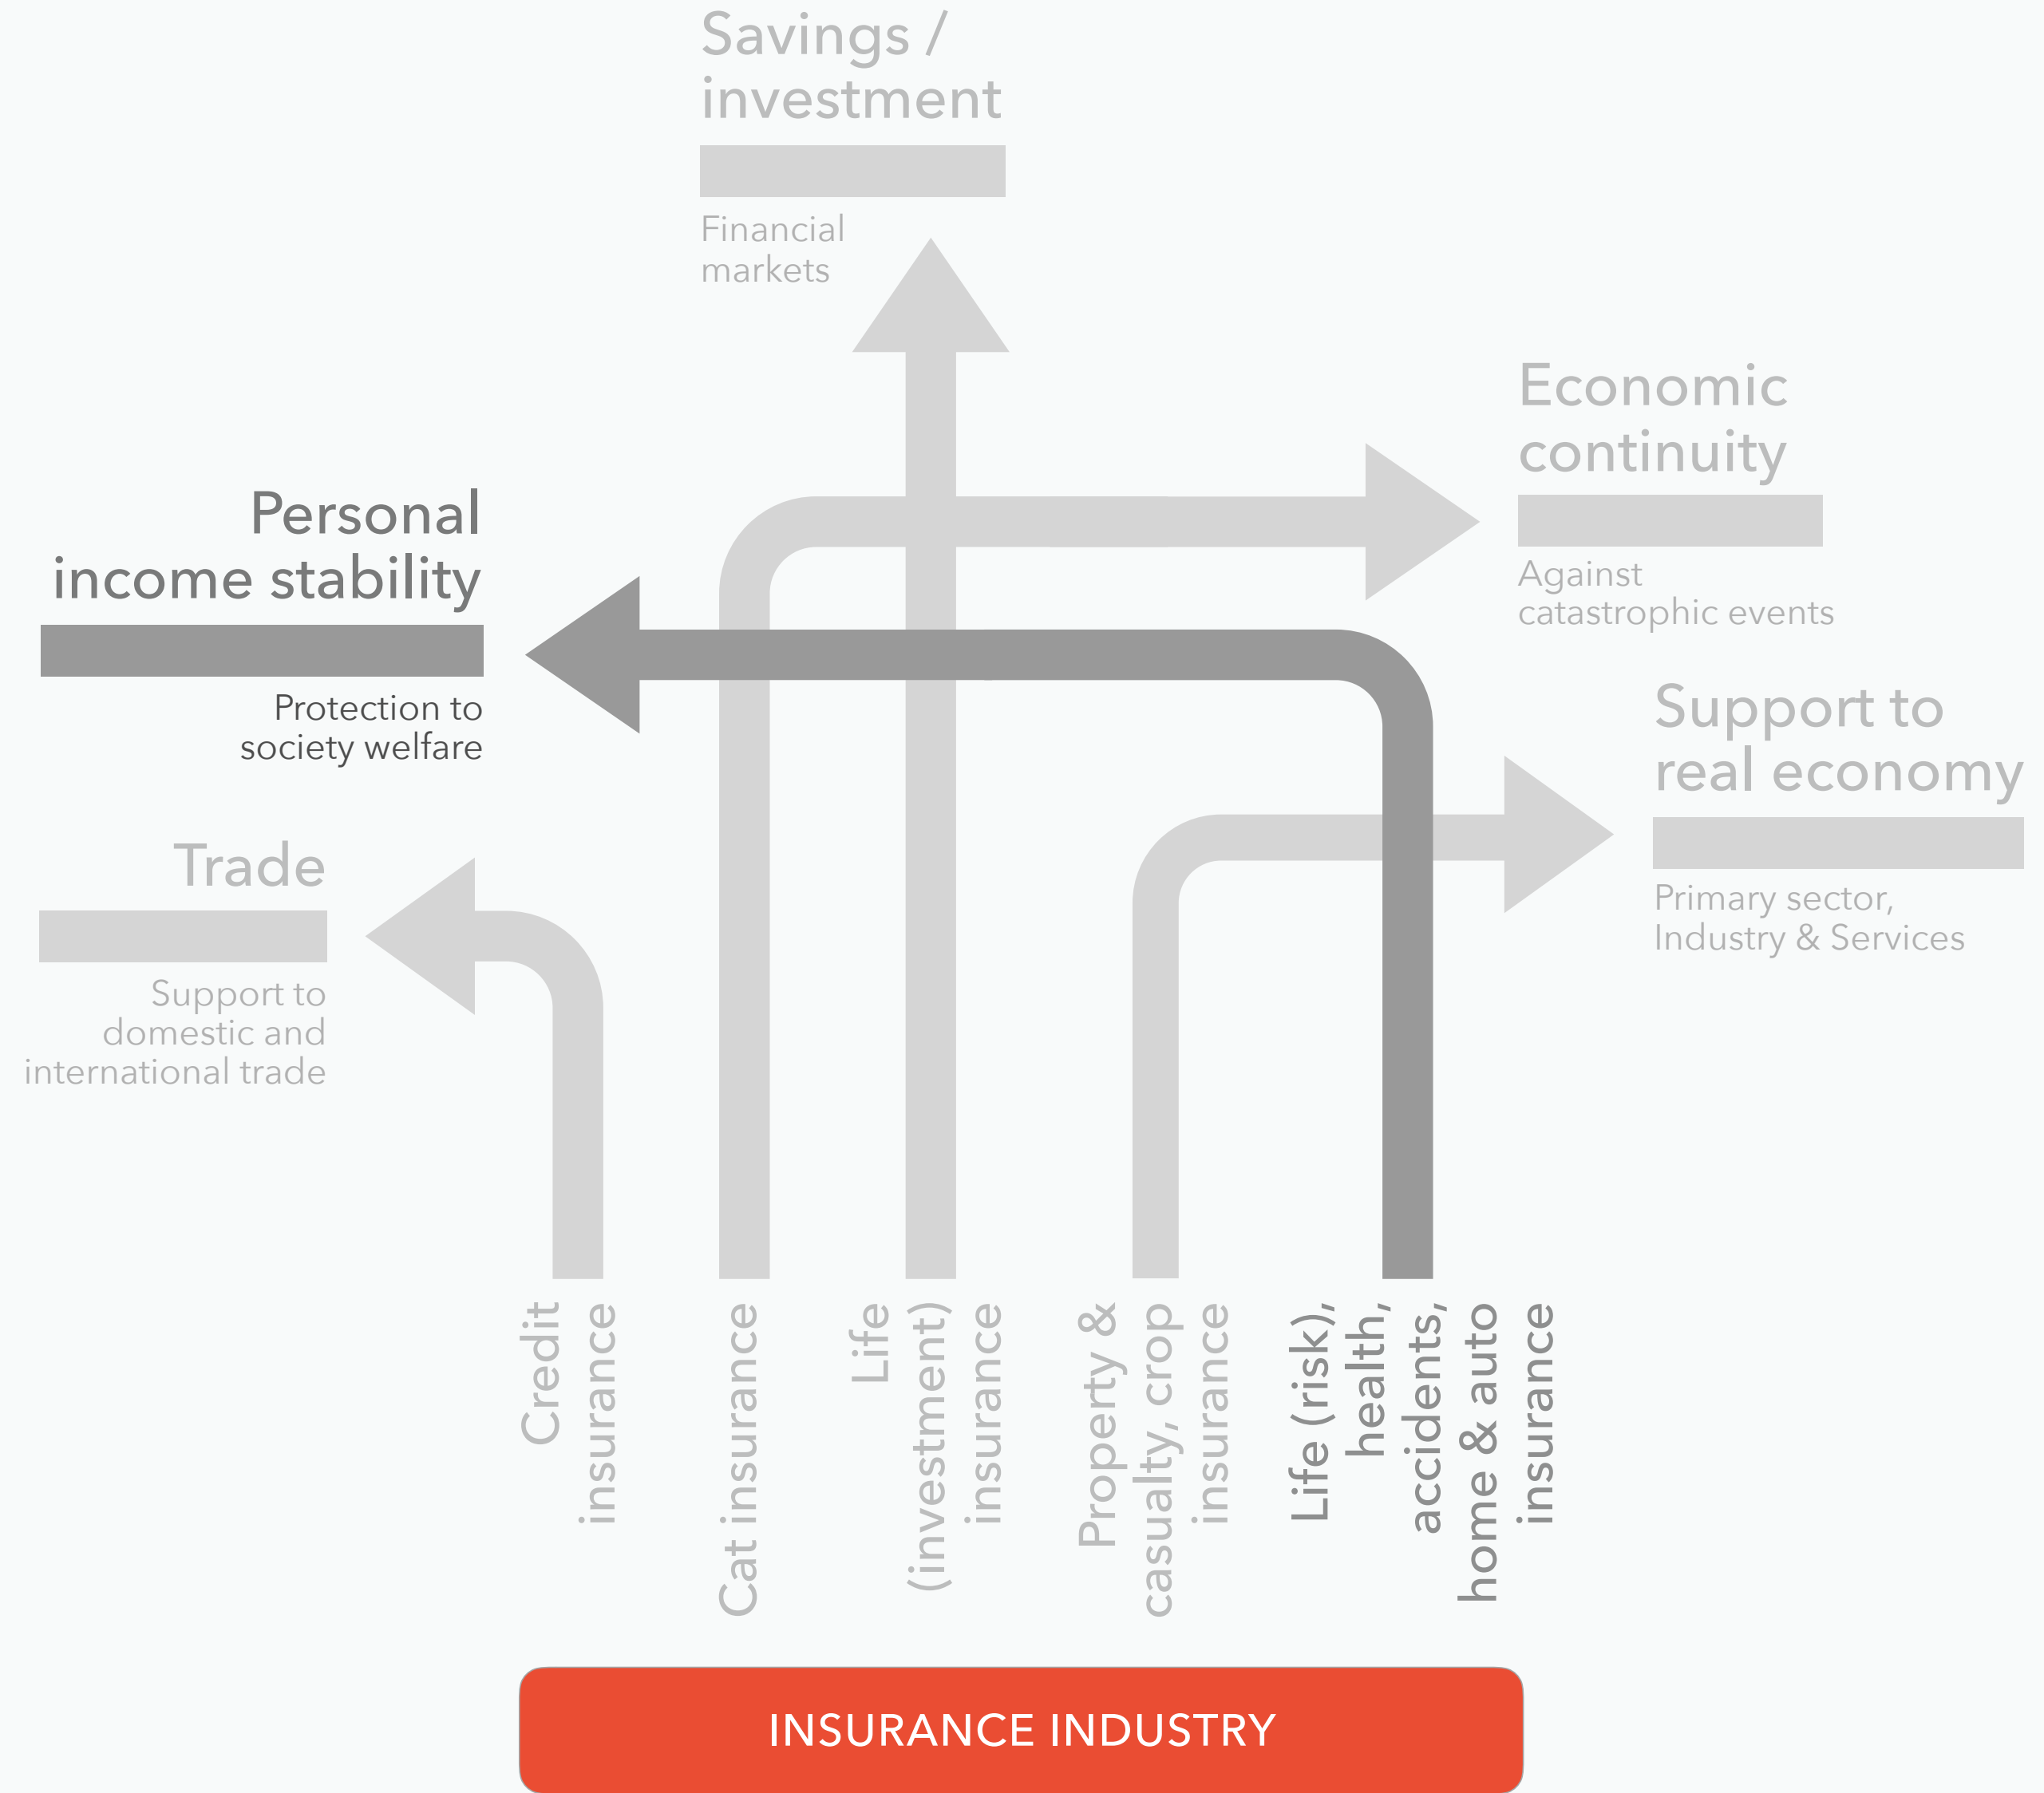 Savings /
investment
Financial
markets
Economic
continuity
Against
catastrophic events
Personal
income stability
Protection to
society welfare
Support to
real economy
Primary sector,
Industry & Services
Trade
Support to
domestic and
international trade
Credit
insurance
Cat insurance
Life
(investment)
insurance
Property &
casualty, crop
insurance
Life (risk),
health,
accidents,
home & auto
insurance
INSURANCE INDUSTRY